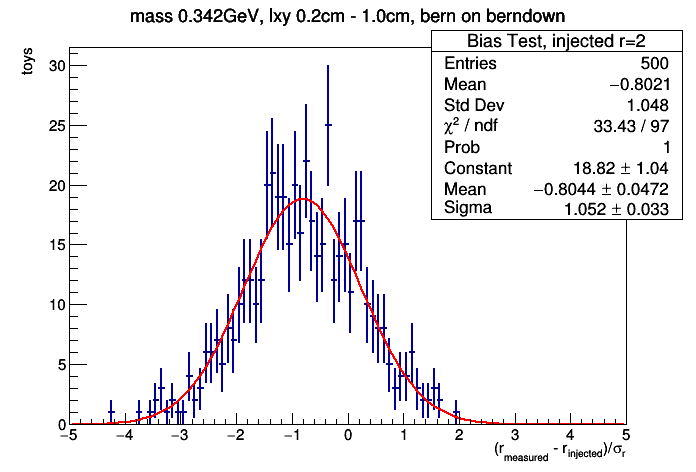 mass 0.342GeV, lxy 0.2cm - 1.0cm, bern on berndown
toys
Bias Test, injected r=2
Entries 500
Mean −0.8021
Std Dev 1.048
χ² / ndf 33.43 / 97
Prob 1
Constant 18.82 ± 1.04
Mean −0.8044 ± 0.0472
Sigma 1.052 ± 0.033
30
25
20
15
10
5
0
−5 −4 −3 −2 −1 0 1 2 3 4 5
(r_measured - r_injected)/σ_r